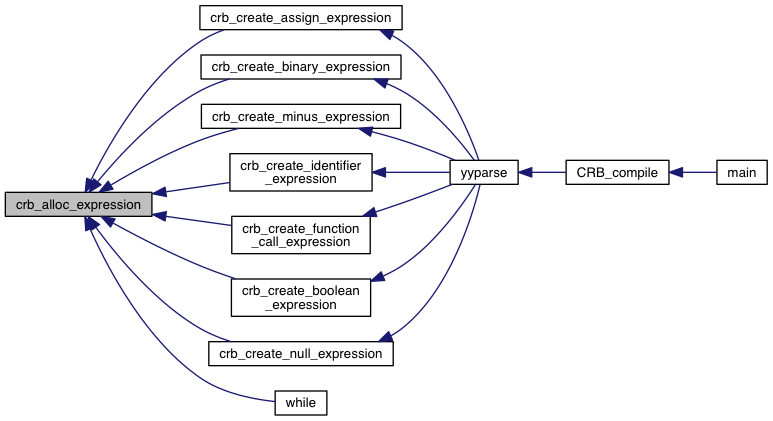 crb_create_assign_expression
crb_create_binary_expression
crb_create_minus_expression
crb_create_identifier
_expression
yyparse
CRB_compile
main
crb_alloc_expression
crb_create_function
_call_expression
crb_create_boolean
_expression
crb_create_null_expression
while